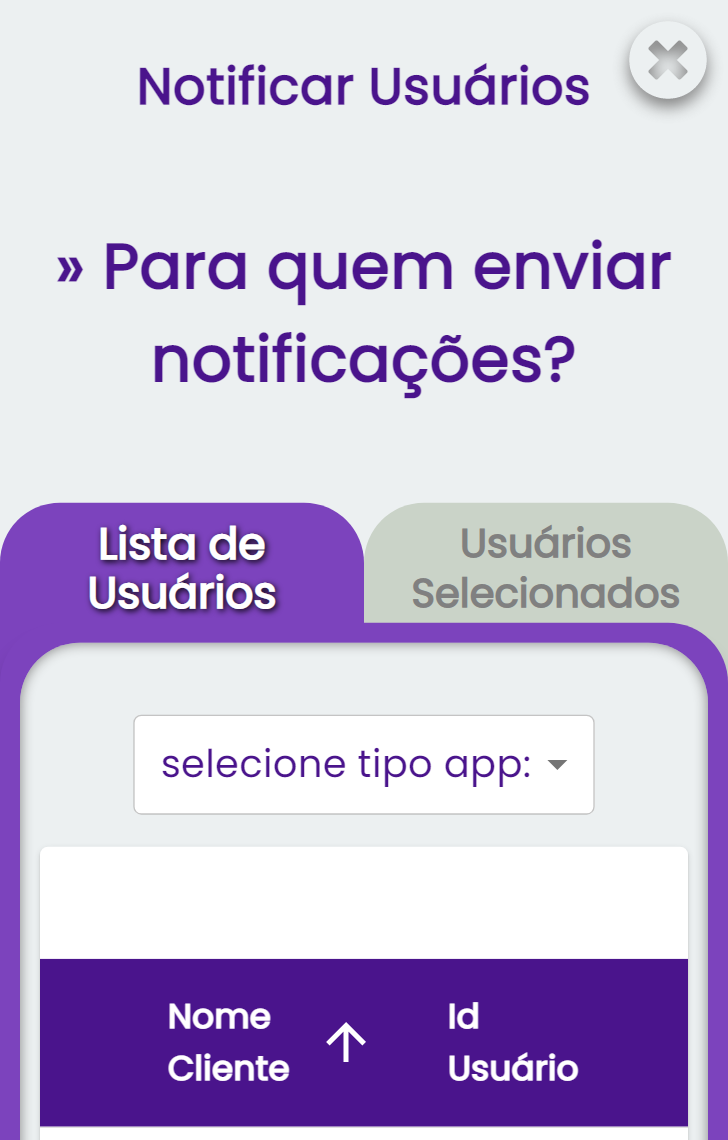 Notificar Usuários
» Para quem enviar
notificações?
Lista de
Usuários
Usuários
Selecionados
selecione tipo app:
Nome
Cliente
Id
Usuário